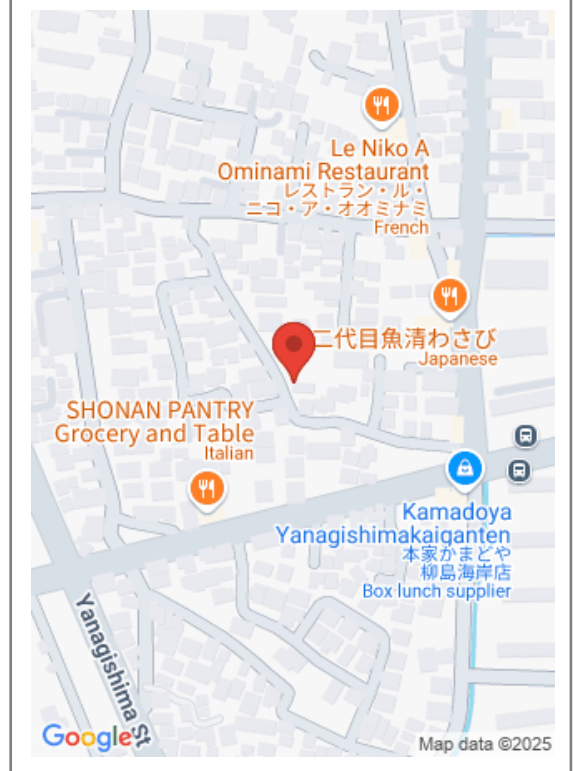 Le Niko A
Ominami Restaurant
レストラン・ル・
ニコ・ア・オオミナミ
French
二代目魚清わさび
Japanese
SHONAN PANTRY
Grocery and Table
Italian
Kamadoya
Yanagishimakaiganten
本家かまどや
柳島海岸店
Box lunch supplier
Yanagishima St
Google
Map data ©2025